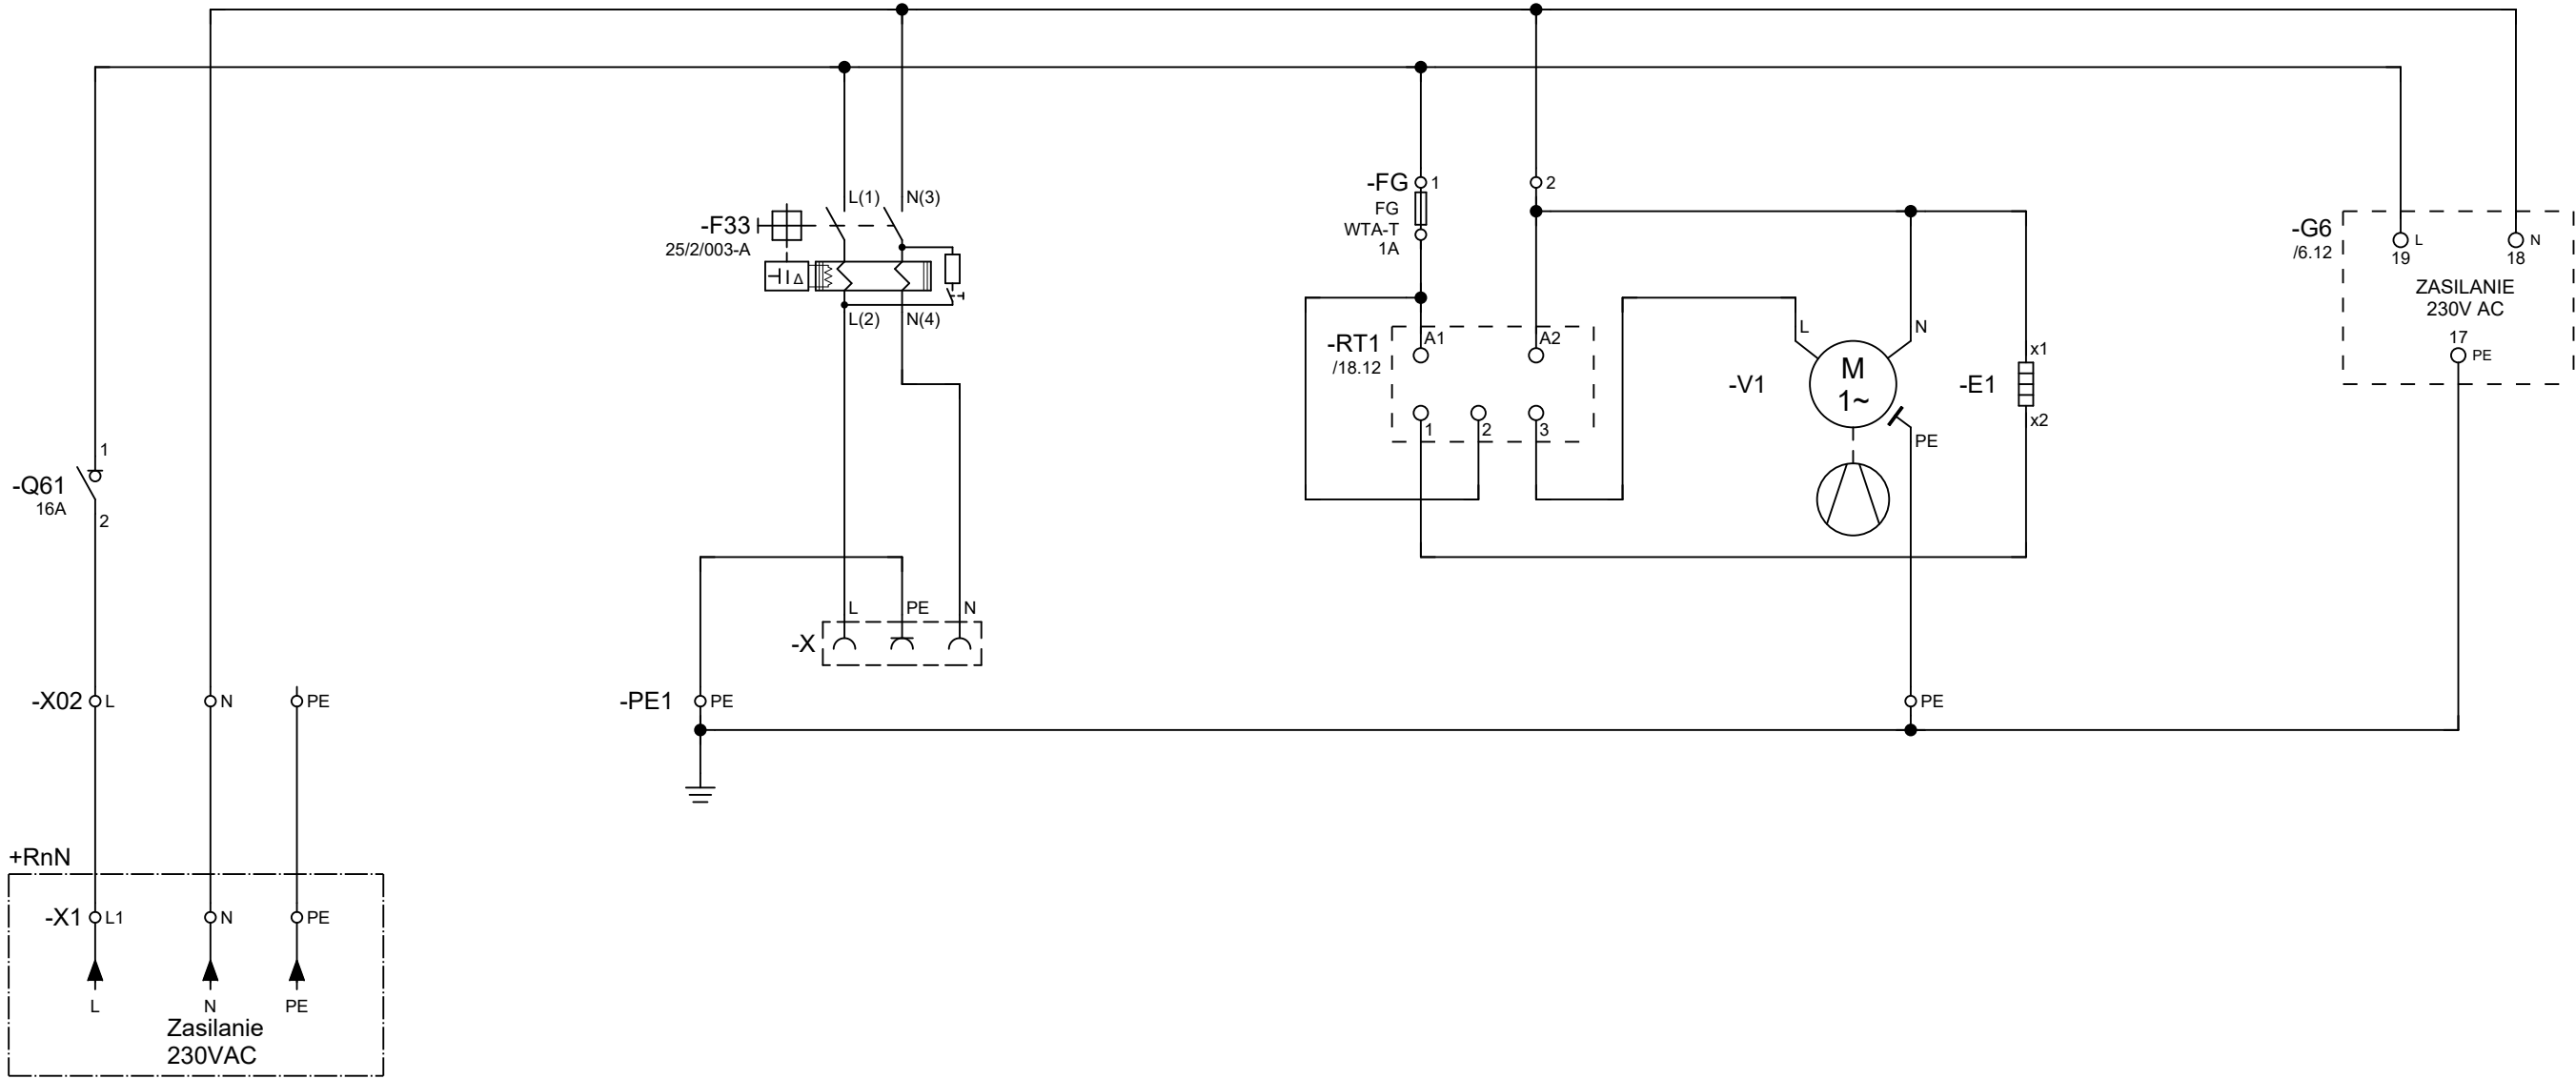 L(1)
N(3)
-F33
25/2/003-A
Δ
L(2)
N(4)
-FG
1
2
FG
WTA-T
1A
-RT1
/18.12
A1
A2
1
2
3
L
N
M
1~
-V1
PE
-E1
x1
x2
-G6
/6.12
L
19
N
18
ZASILANIE
230V AC
17
PE
1
-Q61
16A
2
L
PE
N
-X
-X02
L
N
PE
-PE1
PE
PE
+RnN
-X1
L1
N
PE
L
N
PE
Zasilanie
230VAC